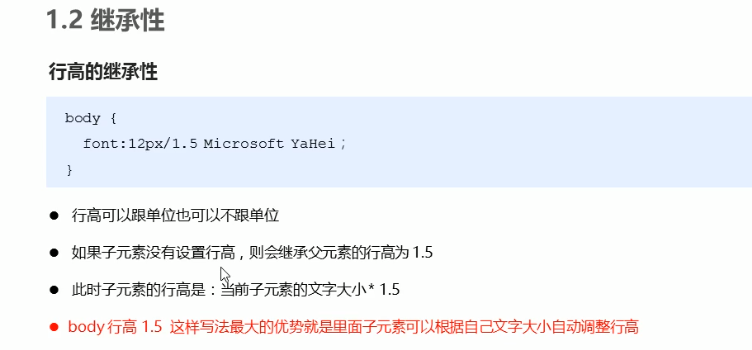 1.2 继承性
行高的继承性
body {
font:12px/1.5 Microsoft YaHei；
}
● 行高可以跟单位也可以不跟单位
● 如果子元素没有设置行高，则会继承父元素的行高为 1.5
● 此时子元素的行高是：当前子元素的文字大小 * 1.5
● body 行高 1.5 这样写法最大的优势就是里面子元素可以根据自己文字大小自动调整行高